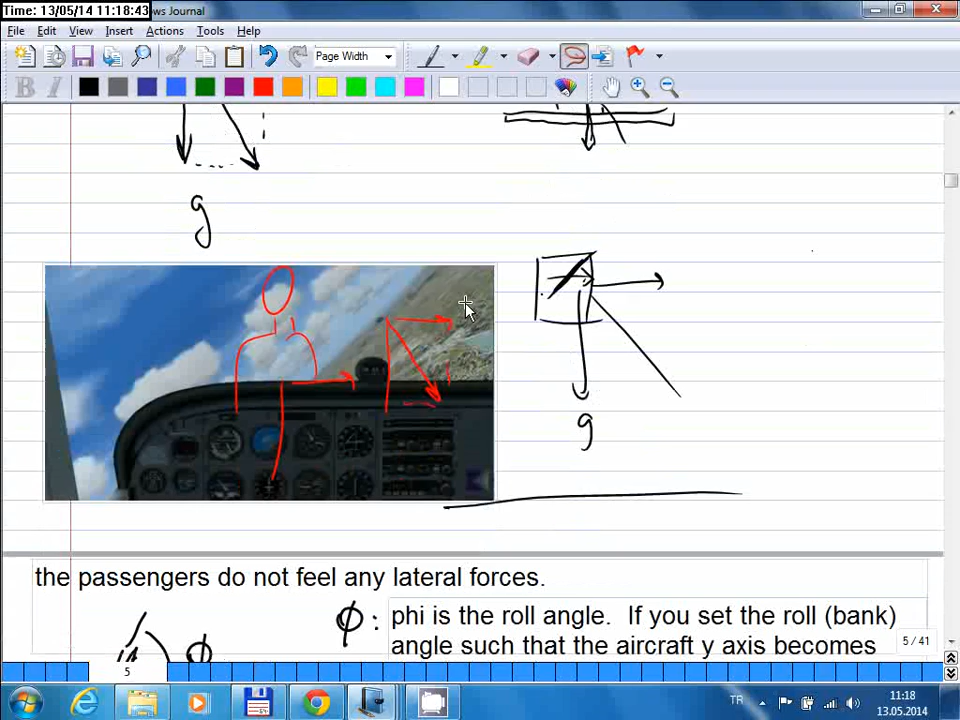 Time: 13/05/14 11:18:43
ws Journal
File Edit View Insert Actions Tools Help
Page Width
B I
g
g
the passengers do not feel any lateral forces.
ϕ : phi is the roll angle. If you set the roll (bank)
angle such that the aircraft y axis becomes
ϕ
5 / 41
5
TR
11:18
13.05.2014